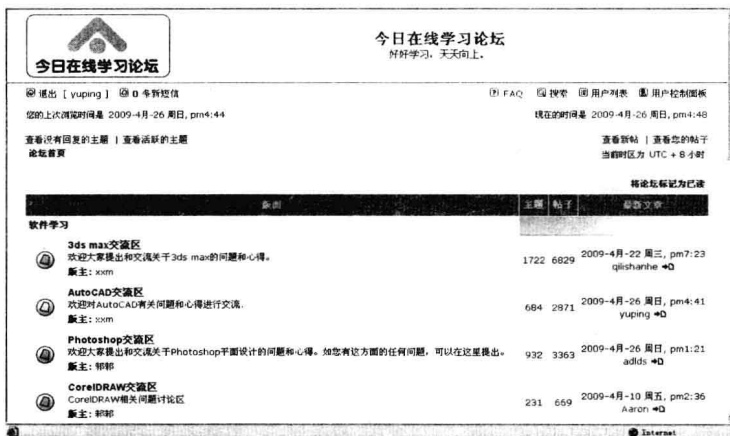 今日在线学习论坛
今日在线学习论坛
好好学习，天天向上。
退出 [ yuping ] 0 条新短信
FAQ 搜索 用户列表 用户控制面板
您的上次浏览时间是 2009-4月-26 周日, pm4:44
现在的时间是 2009-4月-26 周日, pm4:48
查看没有回复的主题 | 查看活跃的主题
查看新帖 | 查看您的帖子
论坛首页
当前时区为 UTC + 8 小时
将论坛标记为已读
版面 主题 帖子 最新文章
软件学习
3ds max交流区
欢迎大家提出和交流关于3ds max的问题和心得。
版主: xxm
1722 6829 2009-4月-22 周三, pm7:23
qilishanhe
AutoCAD交流区
欢迎对AutoCAD有关问题和心得进行交流.
版主: xxm
684 2871 2009-4月-26 周日, pm4:41
yuping
Photoshop交流区
欢迎大家提出和交流关于Photoshop平面设计的问题和心得。如您有这方面的任何问题，可以在这里提出。
版主:
932 3363 2009-4月-26 周日, pm1:21
adlds
CorelDRAW交流区
CorelDRAW相关问题讨论区
版主:
231 669 2009-4月-10 周五, pm2:36
Aaron
Internet